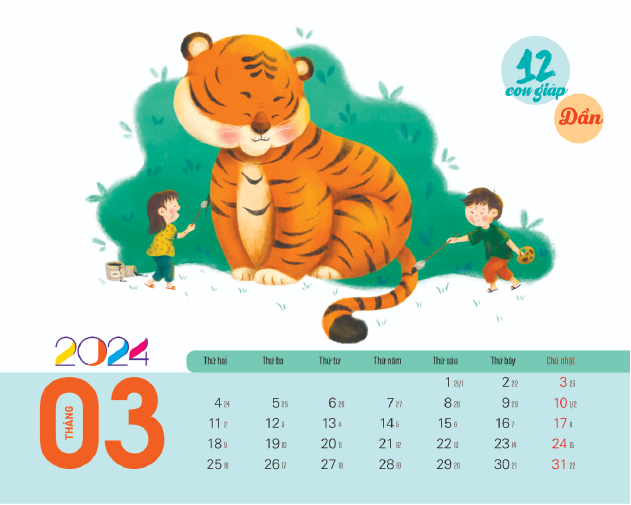 12
con giáp
Dần
2024
THÁNG
03
Thứ hai Thứ ba Thứ tư Thứ năm Thứ sáu Thứ bảy Chủ nhật
1 21/1 2 22 3 23
4 24 5 25 6 26 7 27 8 28 9 29 10 1/2
11 2 12 3 13 4 14 5 15 6 16 7 17 8
18 9 19 10 20 11 21 12 22 13 23 14 24 15
25 16 26 17 27 18 28 19 29 20 30 21 31 22